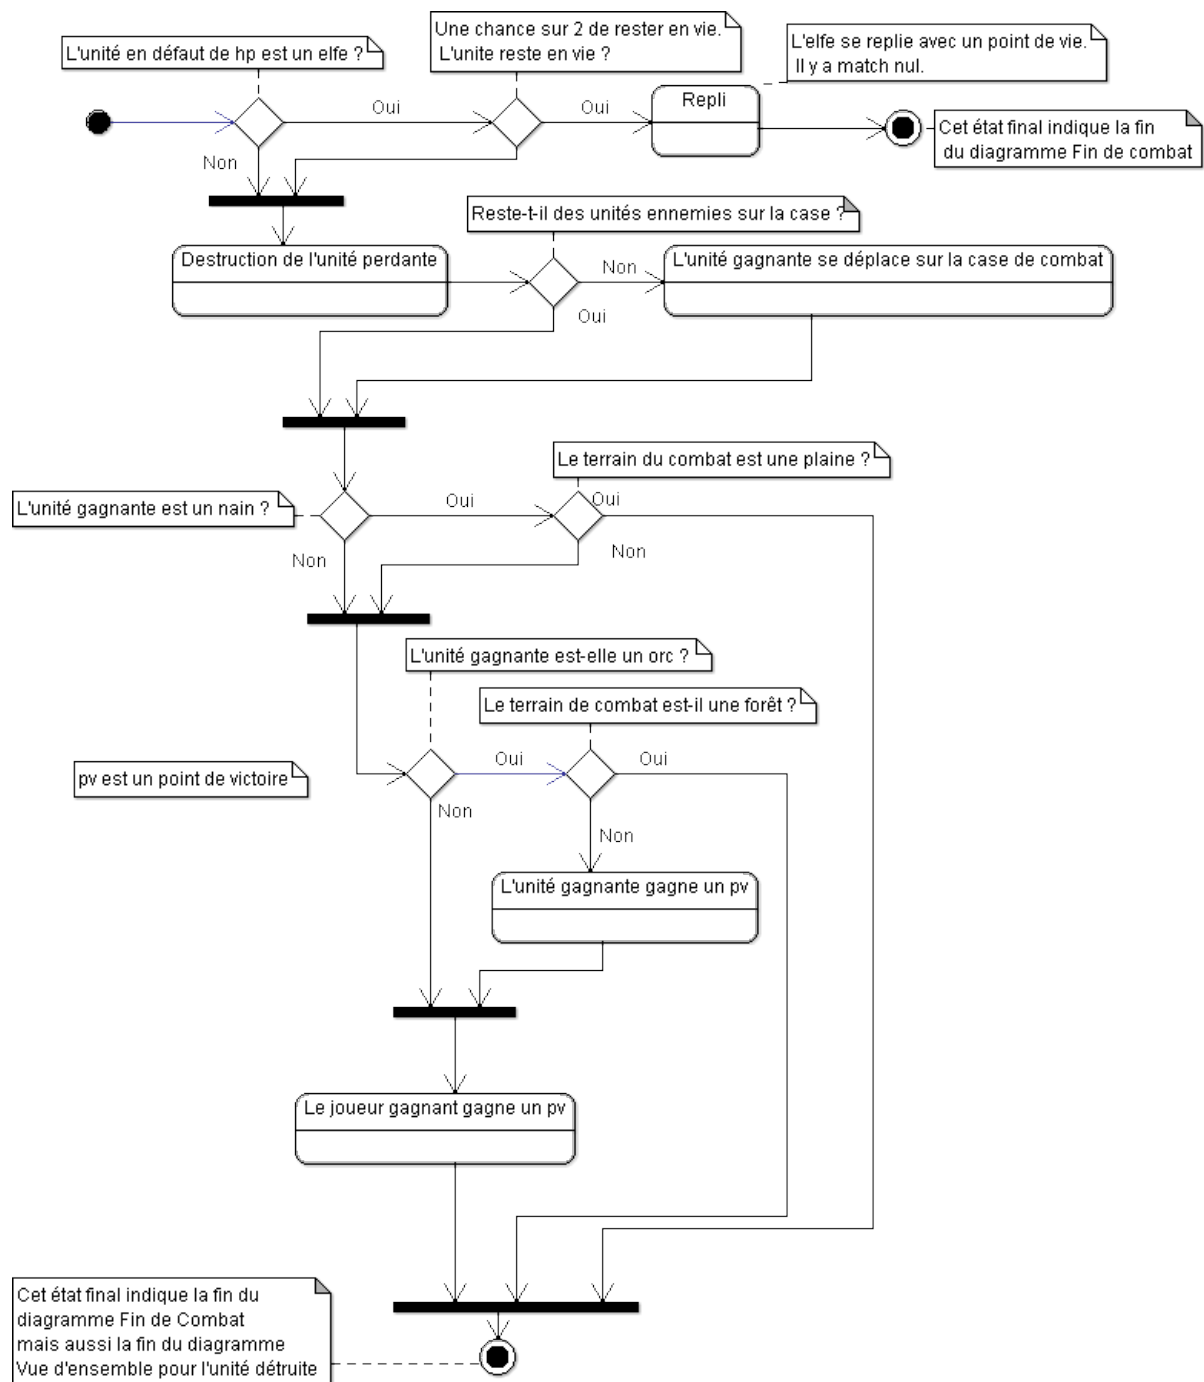 L'unité en défaut de hp est un elfe ?
Une chance sur 2 de rester en vie.
L'unite reste en vie ?
L'elfe se replie avec un point de vie.
Il y a match nul.
Oui
Oui
Repli
Cet état final indique la fin
du diagramme Fin de combat
Non
Reste-t-il des unités ennemies sur la case ?
Destruction de l'unité perdante
Non
L'unité gagnante se déplace sur la case de combat
Oui
Le terrain du combat est une plaine ?
L'unité gagnante est un nain ?
Oui
Oui
Non
Non
L'unité gagnante est-elle un orc ?
Le terrain de combat est-il une forêt ?
pv est un point de victoire
Oui
Oui
Non
Non
L'unité gagnante gagne un pv
Le joueur gagnant gagne un pv
Cet état final indique la fin du
diagramme Fin de Combat
mais aussi la fin du diagramme
Vue d'ensemble pour l'unité détruite